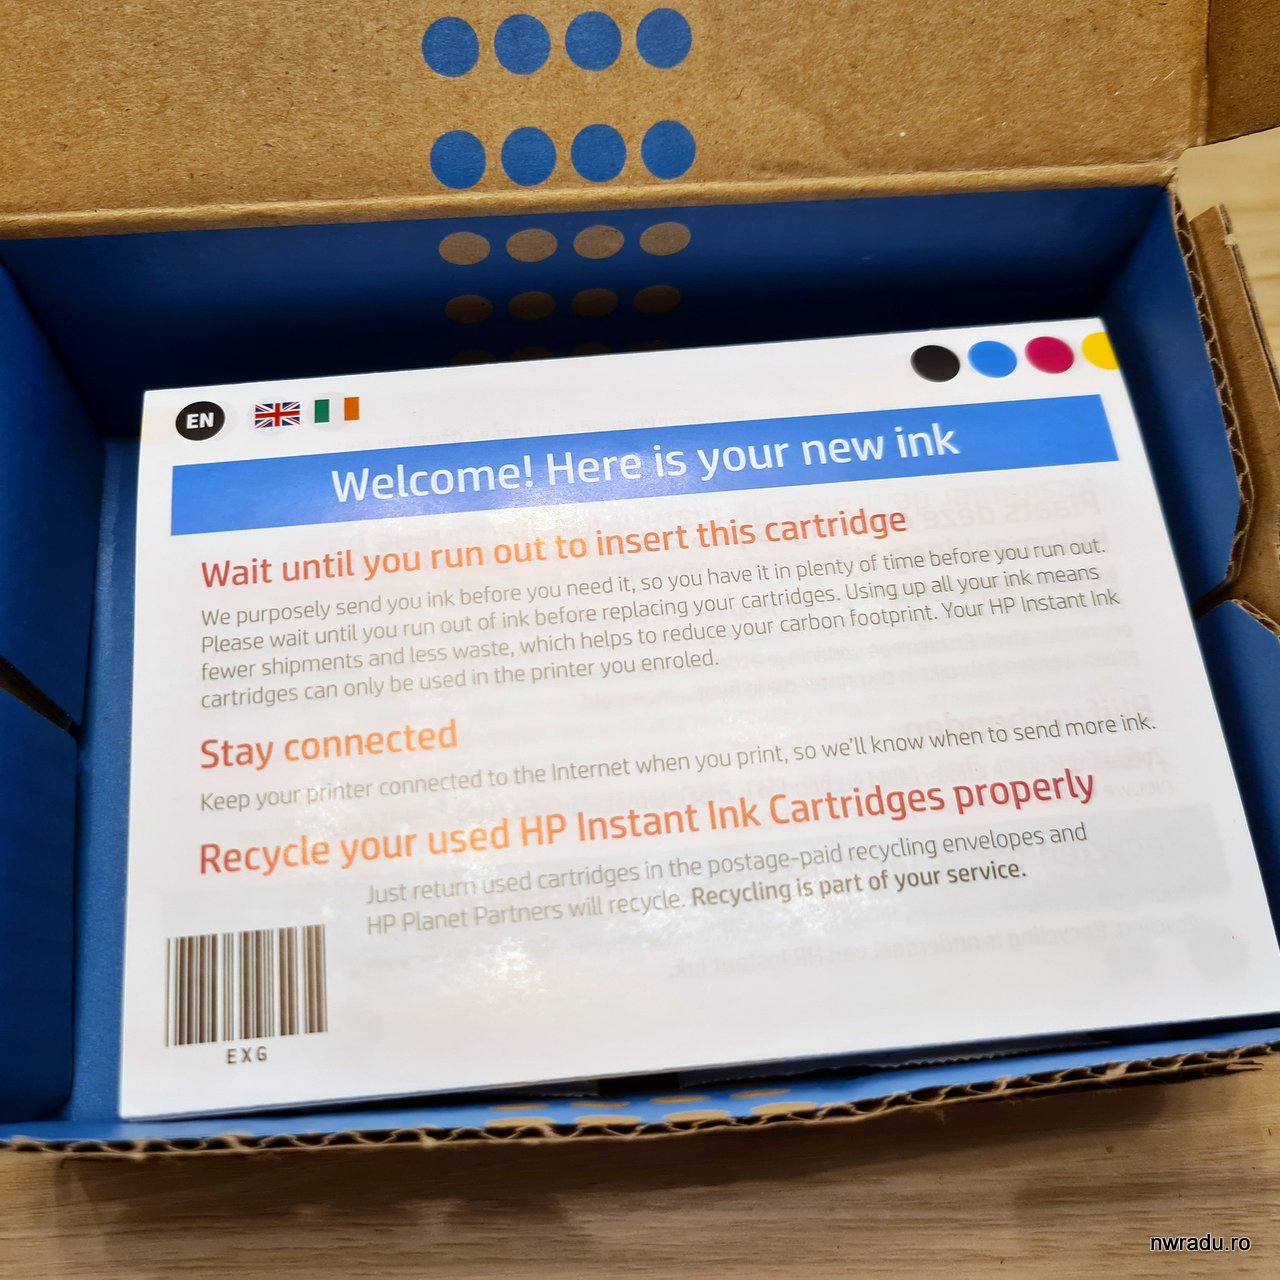 EN
Welcome! Here is your new ink
Wait until you run out to insert this cartridge
We purposely send you ink before you need it, so you have it in plenty of time before you run out.
Please wait until you run out of ink before replacing your cartridges. Using up all your ink means
fewer shipments and less waste, which helps to reduce your carbon footprint. Your HP Instant Ink
cartridges can only be used in the printer you enroled.
Stay connected
Keep your printer connected to the Internet when you print, so we'll know when to send more ink.
Recycle your used HP Instant Ink Cartridges properly
Just return used cartridges in the postage-paid recycling envelopes and
HP Planet Partners will recycle. Recycling is part of your service.
EXG
nwradu.ro